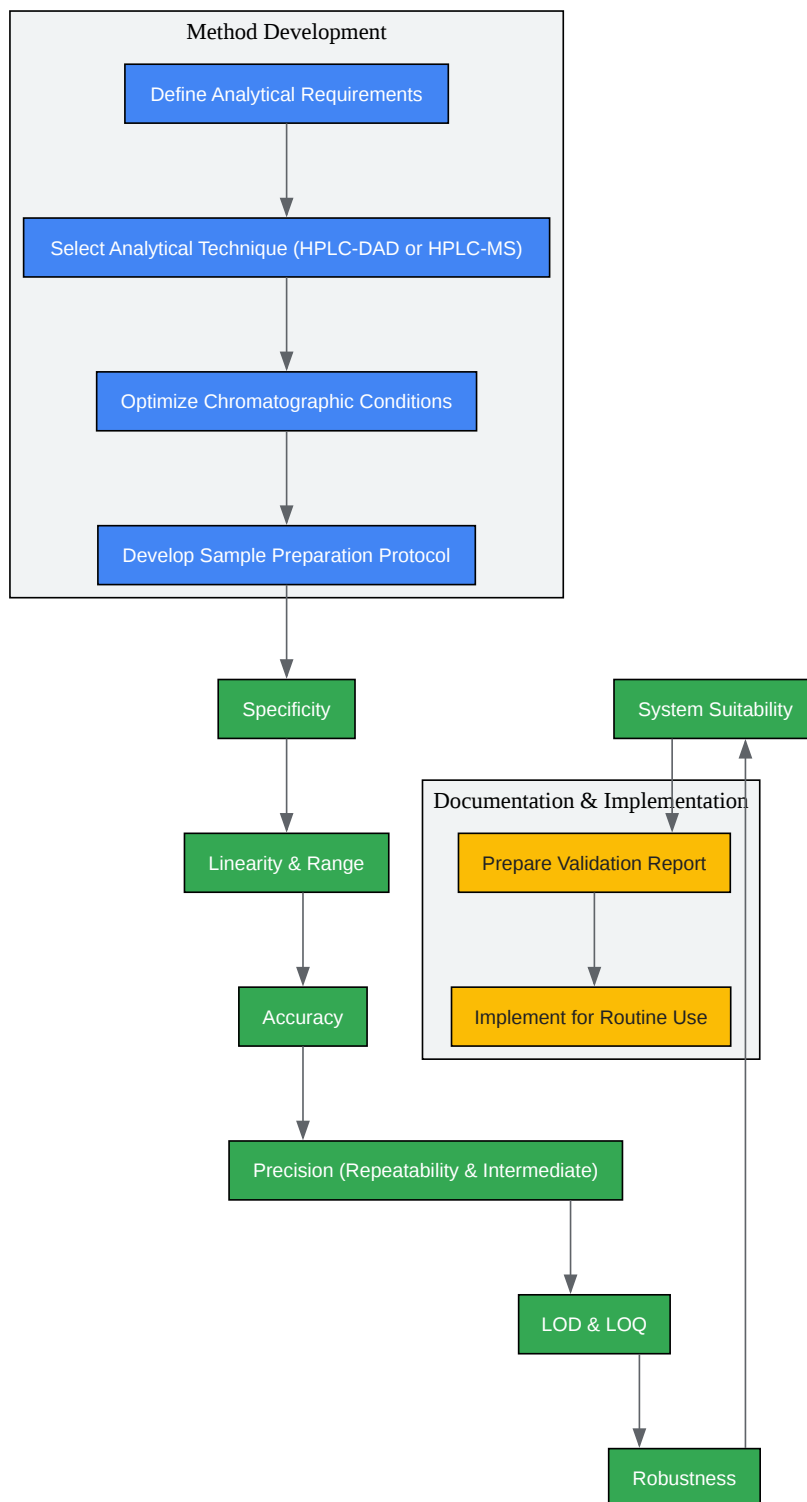 Method Development
Define Analytical Requirements
Select Analytical Technique (HPLC-DAD or HPLC-MS)
Optimize Chromatographic Conditions
Develop Sample Preparation Protocol
Specificity
System Suitability
Documentation & Implementation
Linearity & Range
Prepare Validation Report
Accuracy
Implement for Routine Use
Precision (Repeatability & Intermediate)
LOD & LOQ
Robustness